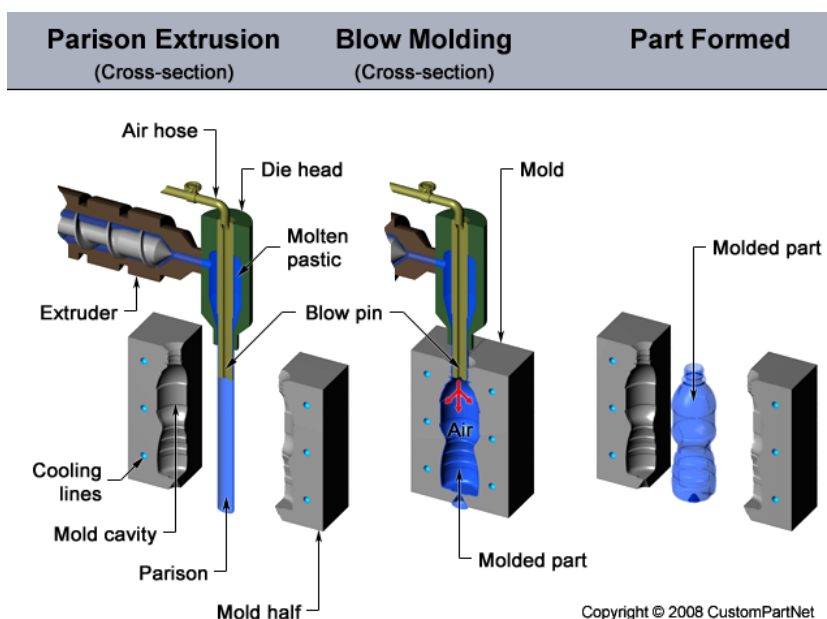 Parison Extrusion
(Cross-section)
Blow Molding
(Cross-section)
Part Formed
Air hose
Die head
Molten
pastic
Extruder
Blow pin
Cooling
lines
Mold cavity
Parison
Mold half
Mold
Air
Molded part
Molded part
Copyright © 2008 CustomPartNet